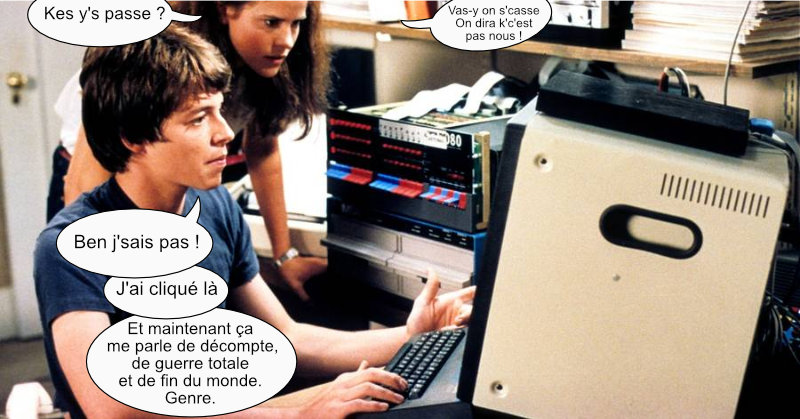 Kes y's passe ?
Vas-y on s'casse
On dira k'c'est
pas nous !
80
Ben j'sais pas !
J'ai cliqué là
Et maintenant ça
me parle de décompte,
de guerre totale
et de fin du monde.
Genre.